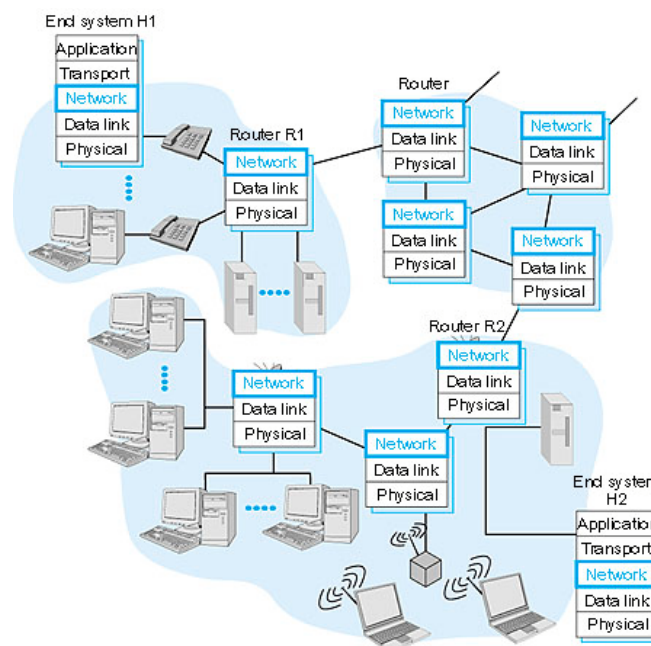 End system H1
Application
Transport
Network
Data link
Physical
Router R1
Network
Data link
Physical
Router
Network
Data link
Physical
Network
Data link
Physical
Network
Data link
Physical
Network
Data link
Physical
Router R2
Network
Data link
Physical
Network
Data link
Physical
Network
Data link
Physical
End system
H2
Application
Transport
Network
Data link
Physical